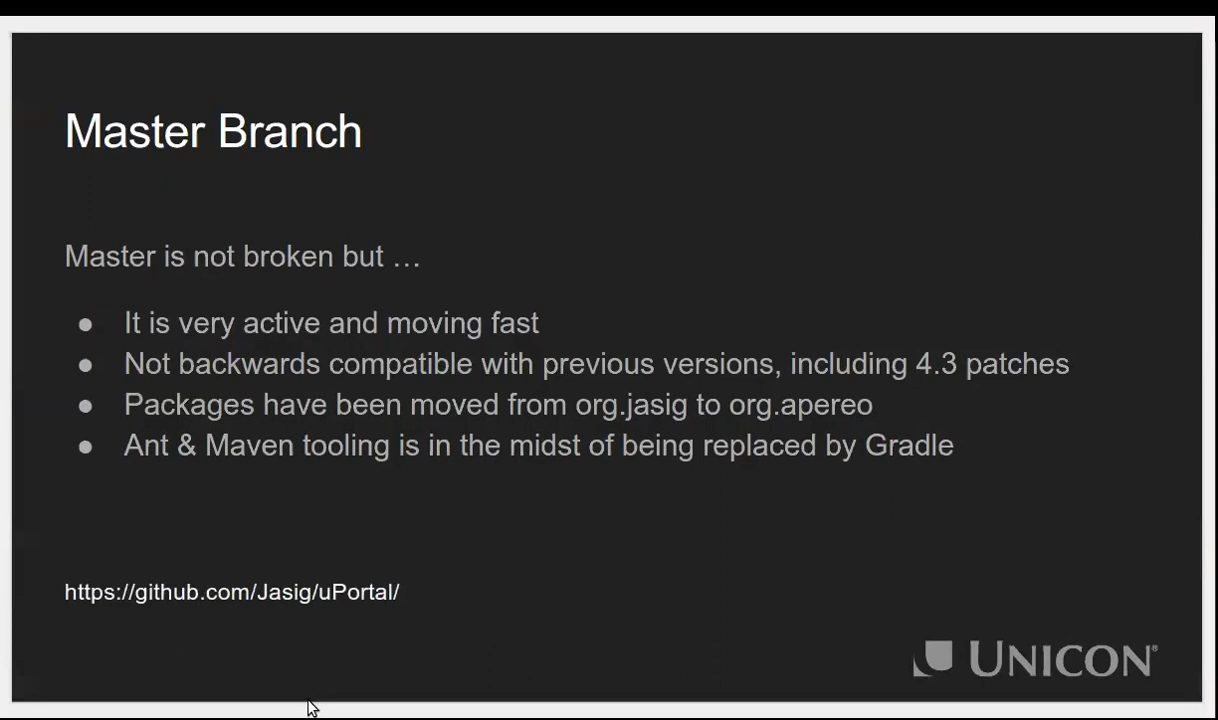 Master Branch
Master is not broken but …
● It is very active and moving fast
● Not backwards compatible with previous versions, including 4.3 patches
● Packages have been moved from org.jasig to org.apereo
● Ant & Maven tooling is in the midst of being replaced by Gradle
https://github.com/Jasig/uPortal/
UNICON®